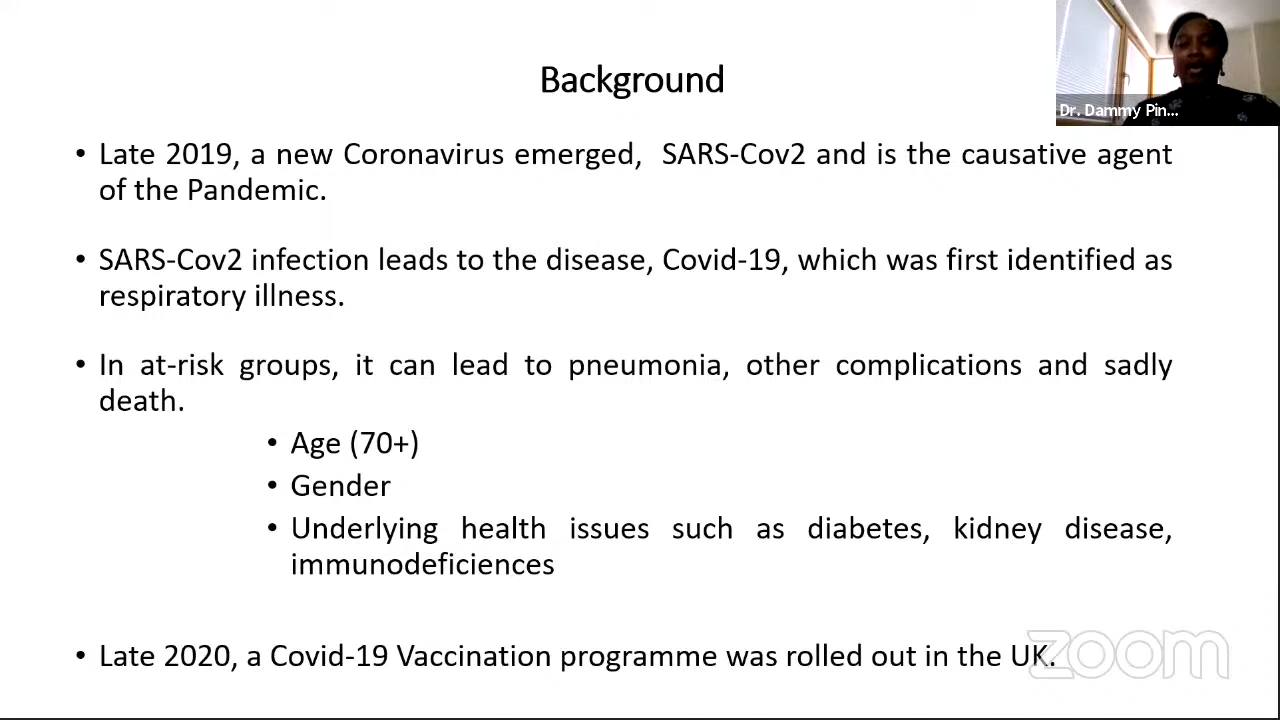 Background
Dr. Dammy Pin...
• Late 2019, a new Coronavirus emerged, SARS-Cov2 and is the causative agent
of the Pandemic.
• SARS-Cov2 infection leads to the disease, Covid-19, which was first identified as
respiratory illness.
• In at-risk groups, it can lead to pneumonia, other complications and sadly
death.
• Age (70+)
• Gender
• Underlying health issues such as diabetes, kidney disease,
immunodeficiences
• Late 2020, a Covid-19 Vaccination programme was rolled out in the UK.
zoom